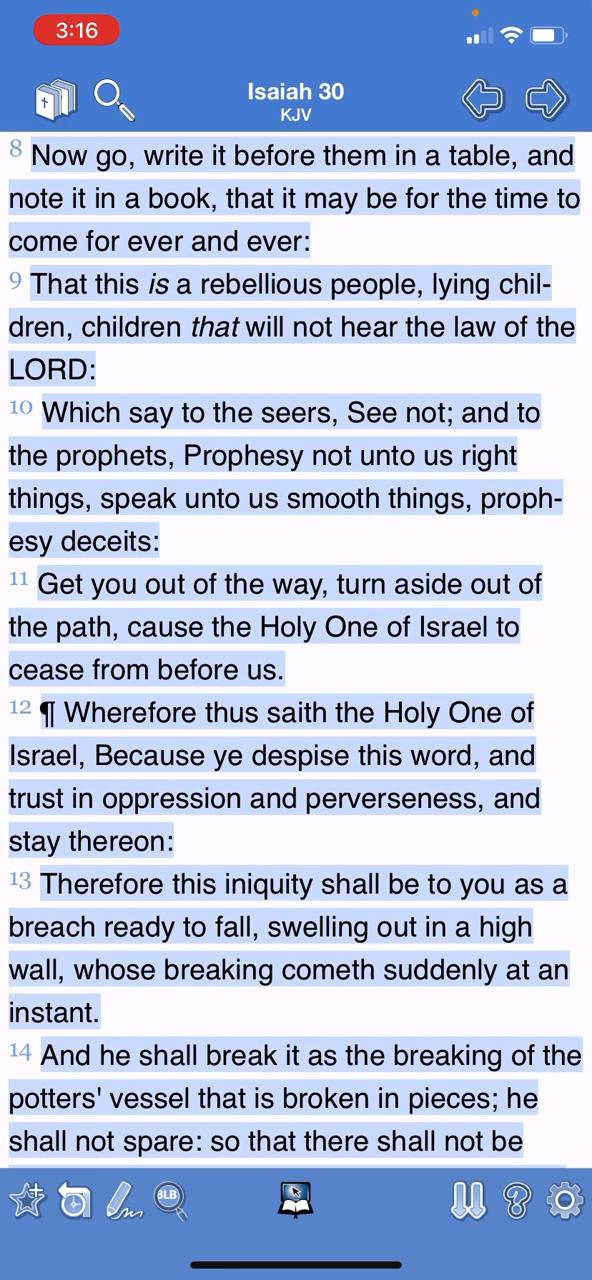 3:16
Isaiah 30
KJV
8 Now go, write it before them in a table, and
note it in a book, that it may be for the time to
come for ever and ever:
9 That this is a rebellious people, lying chil-
dren, children that will not hear the law of the
LORD:
10 Which say to the seers, See not; and to
the prophets, Prophesy not unto us right
things, speak unto us smooth things, proph-
esy deceits:
11 Get you out of the way, turn aside out of
the path, cause the Holy One of Israel to
cease from before us.
12 ¶ Wherefore thus saith the Holy One of
Israel, Because ye despise this word, and
trust in oppression and perverseness, and
stay thereon:
13 Therefore this iniquity shall be to you as a
breach ready to fall, swelling out in a high
wall, whose breaking cometh suddenly at an
instant.
14 And he shall break it as the breaking of the
potters' vessel that is broken in pieces; he
shall not spare: so that there shall not be
BLB